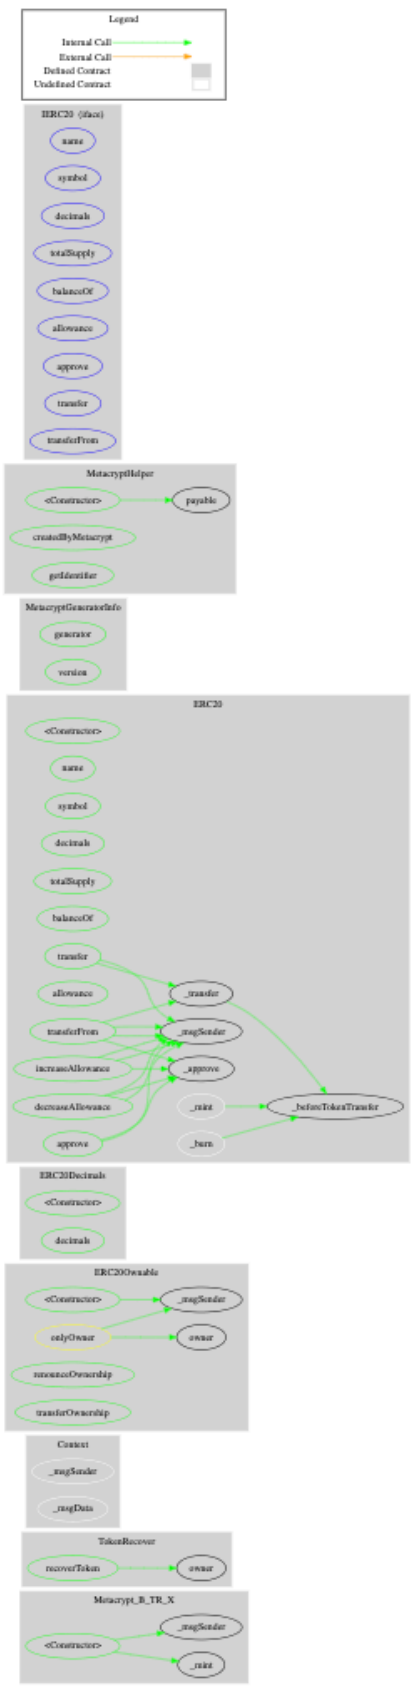 Legend
Internal Call
External Call
Defined Contract
Undefined Contract
IERC20 (iface)
name
symbol
decimals
totalSupply
balanceOf
allowance
approve
transfer
transferFrom
MetacryptHelper
<Constructor> payable
createdByMetacrypt
getIdentifier
MetacryptGeneratorInfo
generator
version
ERC20
<Constructor>
name
symbol
decimals
totalSupply
balanceOf
transfer
allowance _transfer
transferFrom _msgSender
increaseAllowance _approve
decreaseAllowance _mint _beforeTokenTransfer
approve _burn
ERC20Decimals
<Constructor>
decimals
ERC20Ownable
<Constructor> _msgSender
onlyOwner owner
renounceOwnership
transferOwnership
Context
_msgSender
_msgData
TokenRecover
recoverToken owner
Metacrypt_B_TR_X
_msgSender
<Constructor>
_mint